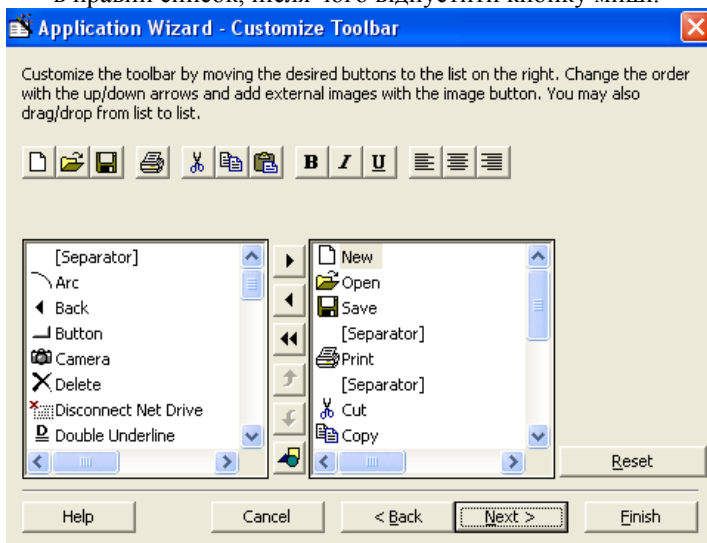 в правий список, після чого відпустити кнопку миші.
Application Wizard - Customize Toolbar
Customize the toolbar by moving the desired buttons to the list on the right. Change the order
with the up/down arrows and add external images with the image button. You may also
drag/drop from list to list.
B I U
[Separator]
Arc
Back
Button
Camera
Delete
Disconnect Net Drive
D Double Underline
New
Open
Save
[Separator]
Print
[Separator]
Cut
Copy
Reset
Help
Cancel
< Back
Next >
Finish